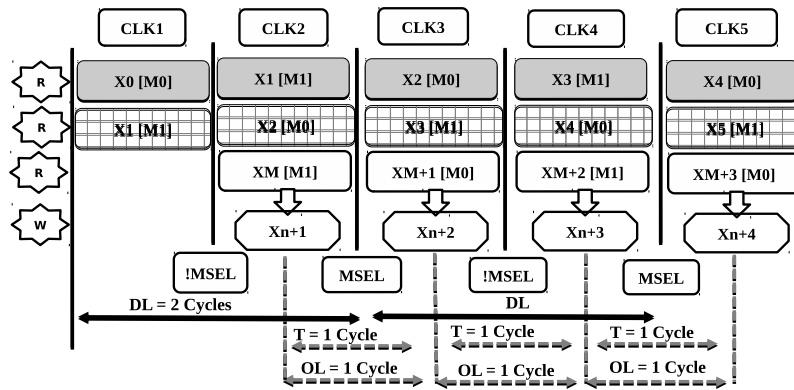 CLK1 CLK2 CLK3 CLK4 CLK5
R X0 [M0] X1 [M1] X2 [M0] X3 [M1] X4 [M0]
R X1 [M1] X2 [M0] X3 [M1] X4 [M0] X5 [M1]
R XM [M1] XM+1 [M0] XM+2 [M1] XM+3 [M0]
W Xn+1 Xn+2 Xn+3 Xn+4
!MSEL MSEL !MSEL MSEL
DL = 2 Cycles DL
T = 1 Cycle T = 1 Cycle T = 1 Cycle
OL = 1 Cycle OL = 1 Cycle OL = 1 Cycle